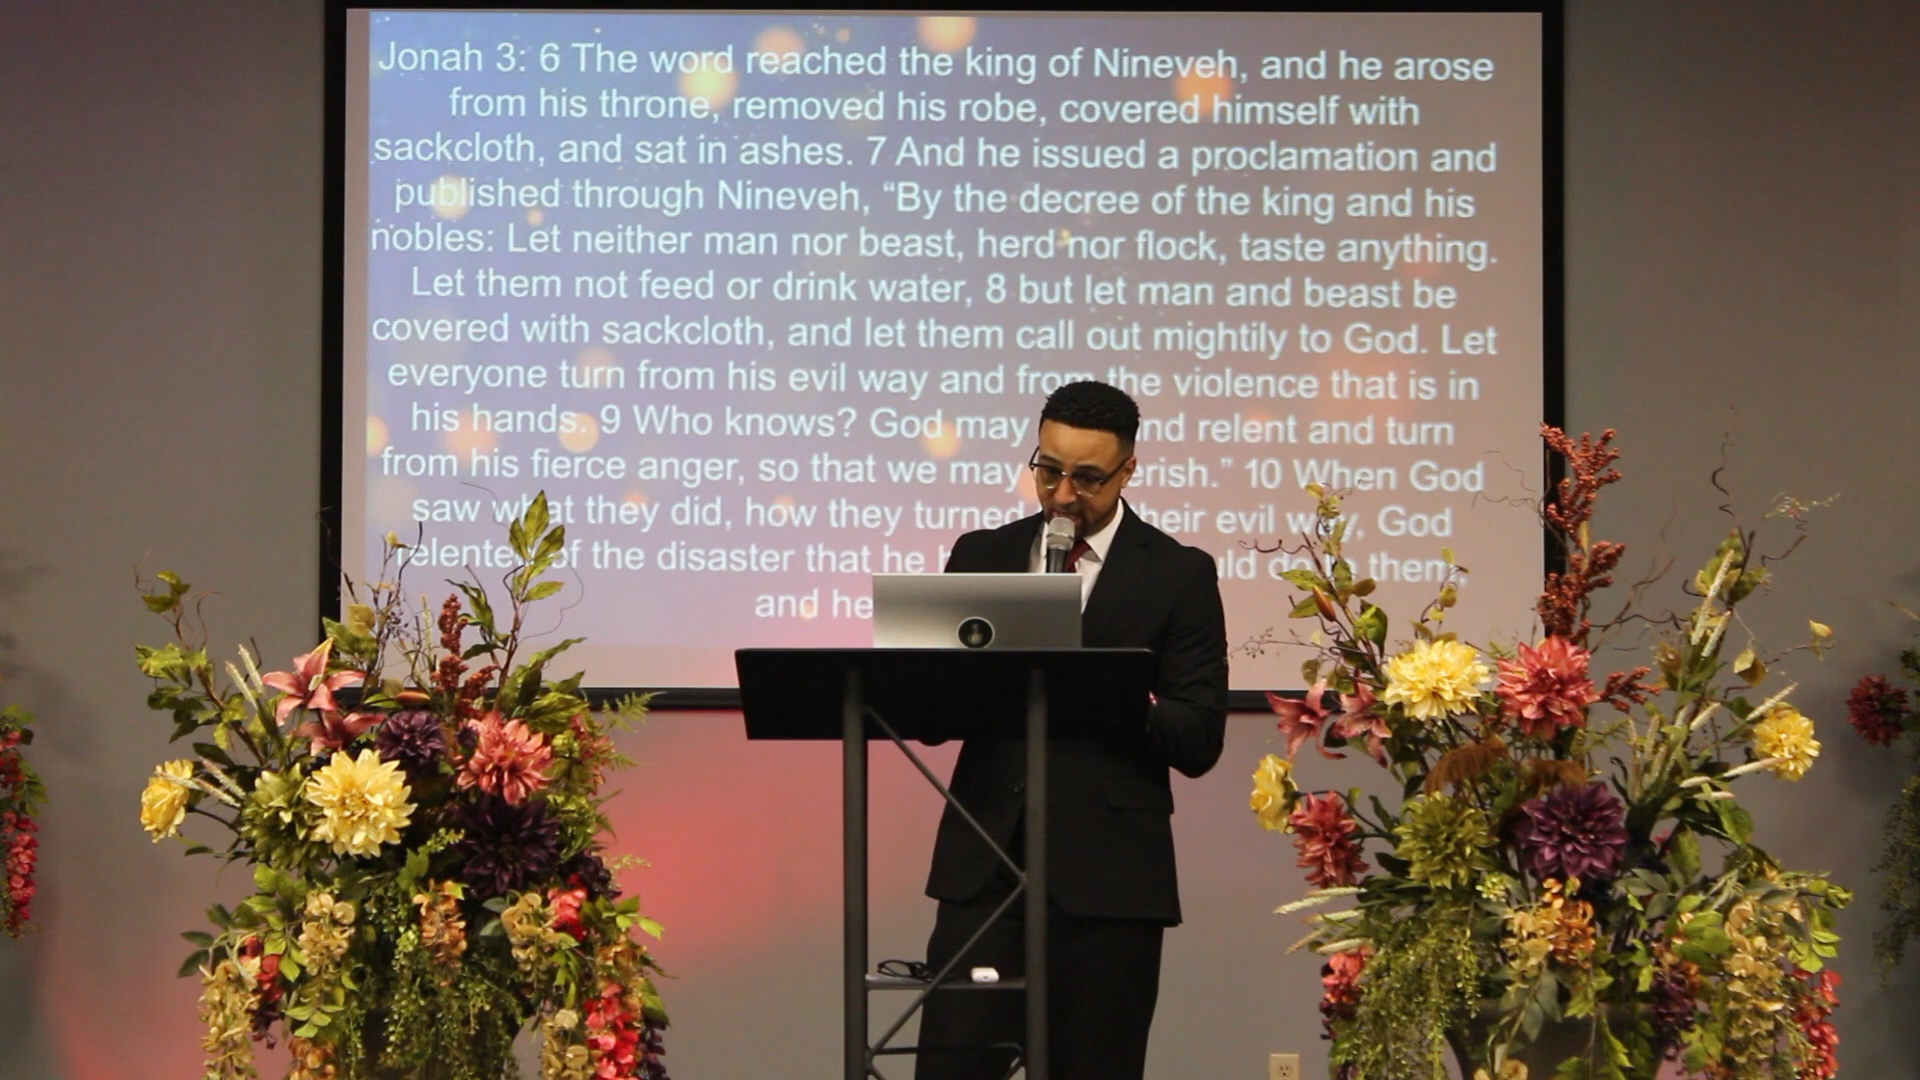 Jonah 3: 6 The word reached the king of Nineveh, and he arose
from his throne, removed his robe, covered himself with
sackcloth, and sat in ashes. 7 And he issued a proclamation and
published through Nineveh, “By the decree of the king and his
nobles: Let neither man nor beast, herd nor flock, taste anything.
Let them not feed or drink water, 8 but let man and beast be
covered with sackcloth, and let them call out mightily to God. Let
everyone turn from his evil way and from the violence that is in
his hands. 9 Who knows? God may and relent and turn
from his fierce anger, so that we may erish.” 10 When God
saw what they did, how they turned their evil way, God
relented of the disaster that he do to them,
and he